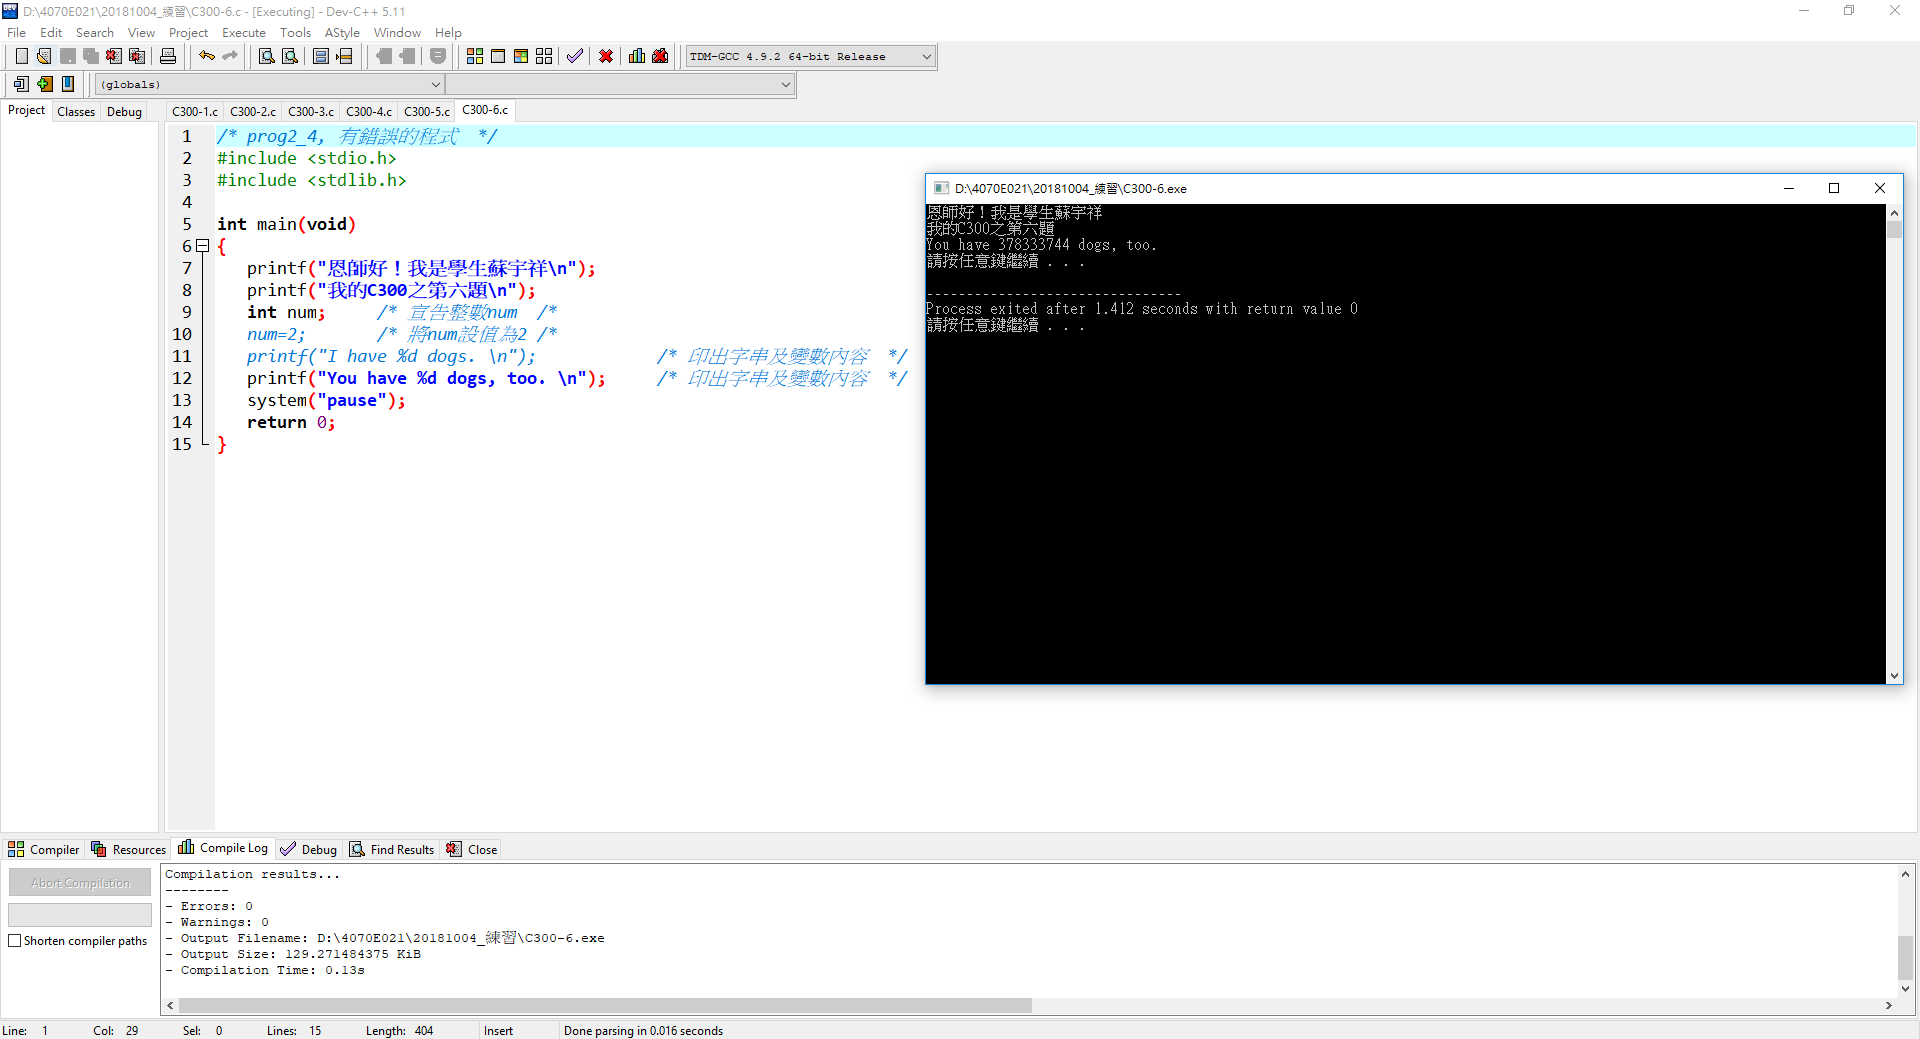 D:\4070E021\20181004_練習\C300-6.c - [Executing] - Dev-C++ 5.11
File Edit Search View Project Execute Tools AStyle Window Help
TDM-GCC 4.9.2 64-bit Release
(globals)
Project Classes Debug
C300-1.c C300-2.c C300-3.c C300-4.c C300-5.c C300-6.c
1 /* prog2_4, 有錯誤的程式 */
2 #include <stdio.h>
3 #include <stdlib.h>
4
5 int main(void)
6 {
7 printf("恩師好！我是學生蘇宇祥\n");
8 printf("我的C300之第六題\n");
9 int num; /* 宣告整數num /*
10 num=2; /* 將num設值為2 /*
11 printf("I have %d dogs. \n"); /* 印出字串及變數內容 */
12 printf("You have %d dogs, too. \n"); /* 印出字串及變數內容 */
13 system("pause");
14 return 0;
15 }
D:\4070E021\20181004_練習\C300-6.exe
恩師好！我是學生蘇宇祥
我的C300之第六題
You have 378333744 dogs, too.
請按任意鍵繼續 . . .
--------------------------------
Process exited after 1.412 seconds with return value 0
請按任意鍵繼續 . . .
Compiler Resources Compile Log Debug Find Results Close
Abort Compilation
Shorten compiler paths
Compilation results...
--------
- Errors: 0
- Warnings: 0
- Output Filename: D:\4070E021\20181004_練習\C300-6.exe
- Output Size: 129.271484375 KiB
- Compilation Time: 0.13s
Line: 1 Col: 29 Sel: 0 Lines: 15 Length: 404 Insert Done parsing in 0.016 seconds